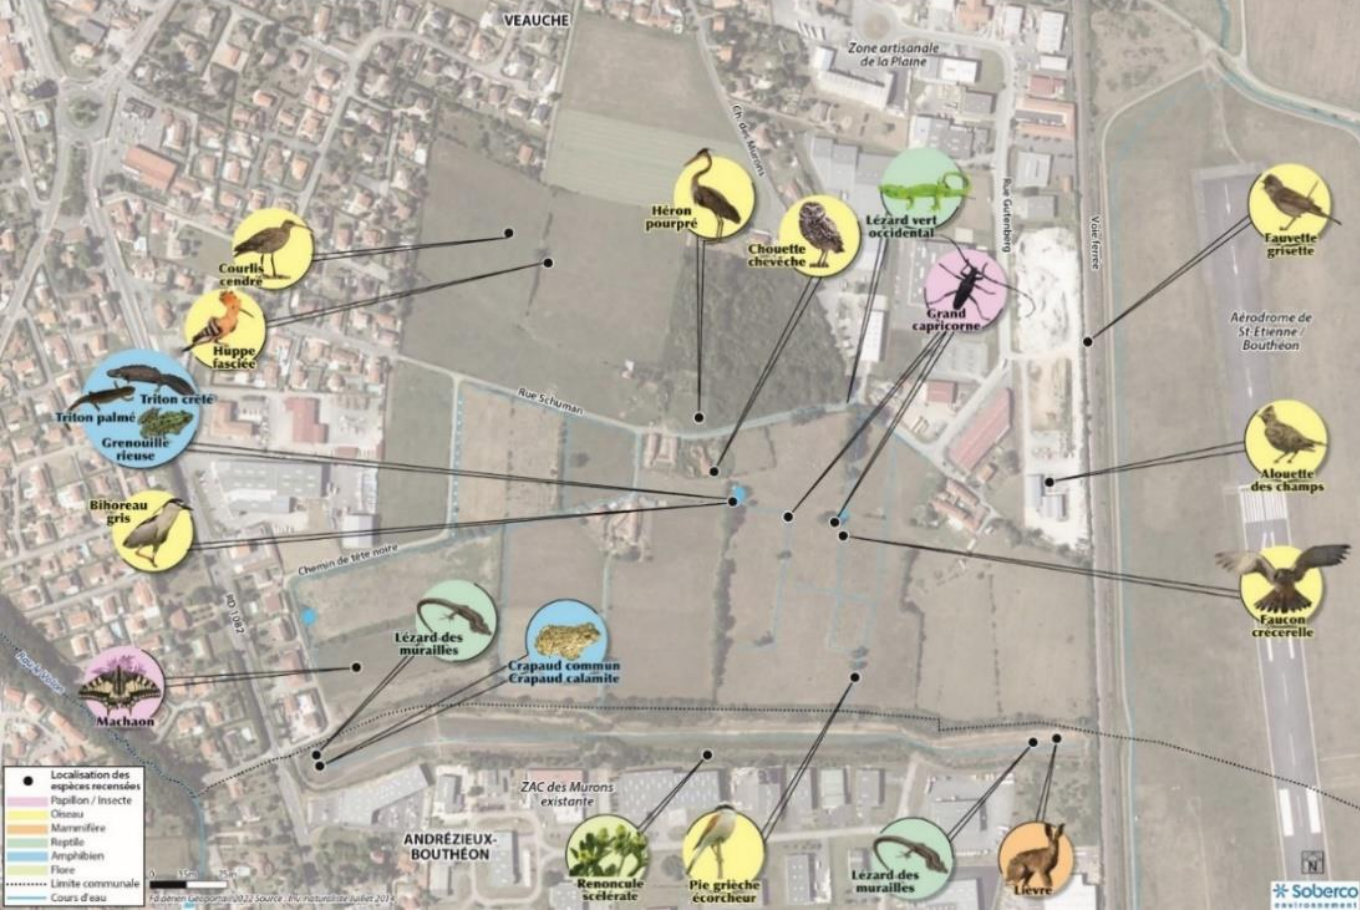 VEAUCHE
Zone artisanale
de la Plaine
Ch. des Murons
Héron
pourpré
Chouette
chevêche
Lézard vert
occidental
Rue Gutenberg
Voie ferrée
Fauvette
grisette
Courlis
cendré
Grand
capricorne
Aérodrome de
St-Etienne /
Bouthéon
Huppe
fasciée
Triton crêté
Triton palmé
Grenouille
rieuse
Rue Schuman
Alouette
des champs
Bihoreau
gris
Chemin de tête noire
RD 1082
Faucon
crécerelle
Lézard des
murailles
Crapaud commun
Crapaud calamite
Machaon
Localisation des
espèces recensées
Papillon / Insecte
Oiseau
Mammifère
Reptile
Amphibien
Flore
Limite communale
Cours d'eau
ZAC des Murons
existante
ANDRÉZIEUX-
BOUTHÉON
Renoncule
scélérate
Pie grièche
écorcheur
Lézard des
murailles
Lièvre
N
Soberco
environnement